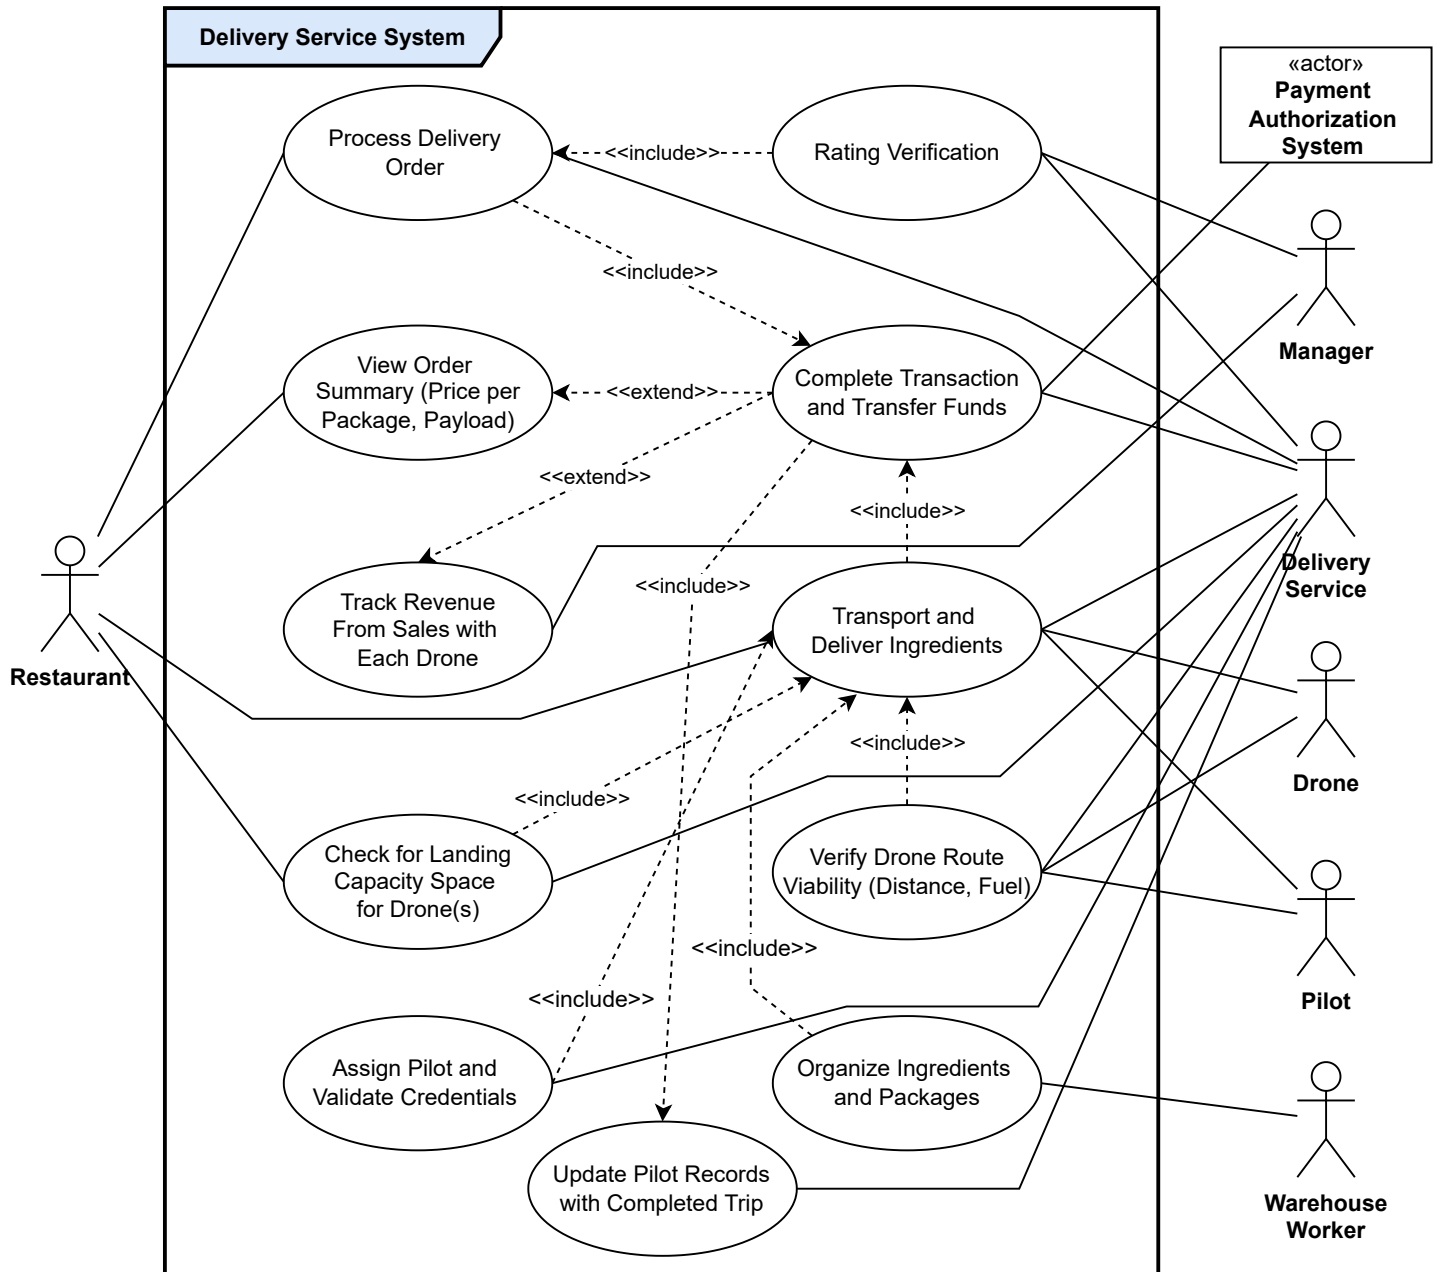 Delivery Service System
«actor»
Payment
Authorization
System
Process Delivery
Order
<<include>>
Rating Verification
<<include>>
Manager
View Order
Summary (Price per
Package, Payload)
<<extend>>
Complete Transaction
and Transfer Funds
<<extend>>
<<include>>
Delivery
Service
<<include>>
Track Revenue
From Sales with
Each Drone
Transport and
Deliver Ingredients
Restaurant
<<include>>
Drone
<<include>>
Check for Landing
Capacity Space
for Drone(s)
Verify Drone Route
Viability (Distance, Fuel)
<<include>>
<<include>>
Pilot
Assign Pilot and
Validate Credentials
Organize Ingredients
and Packages
Update Pilot Records
with Completed Trip
Warehouse
Worker